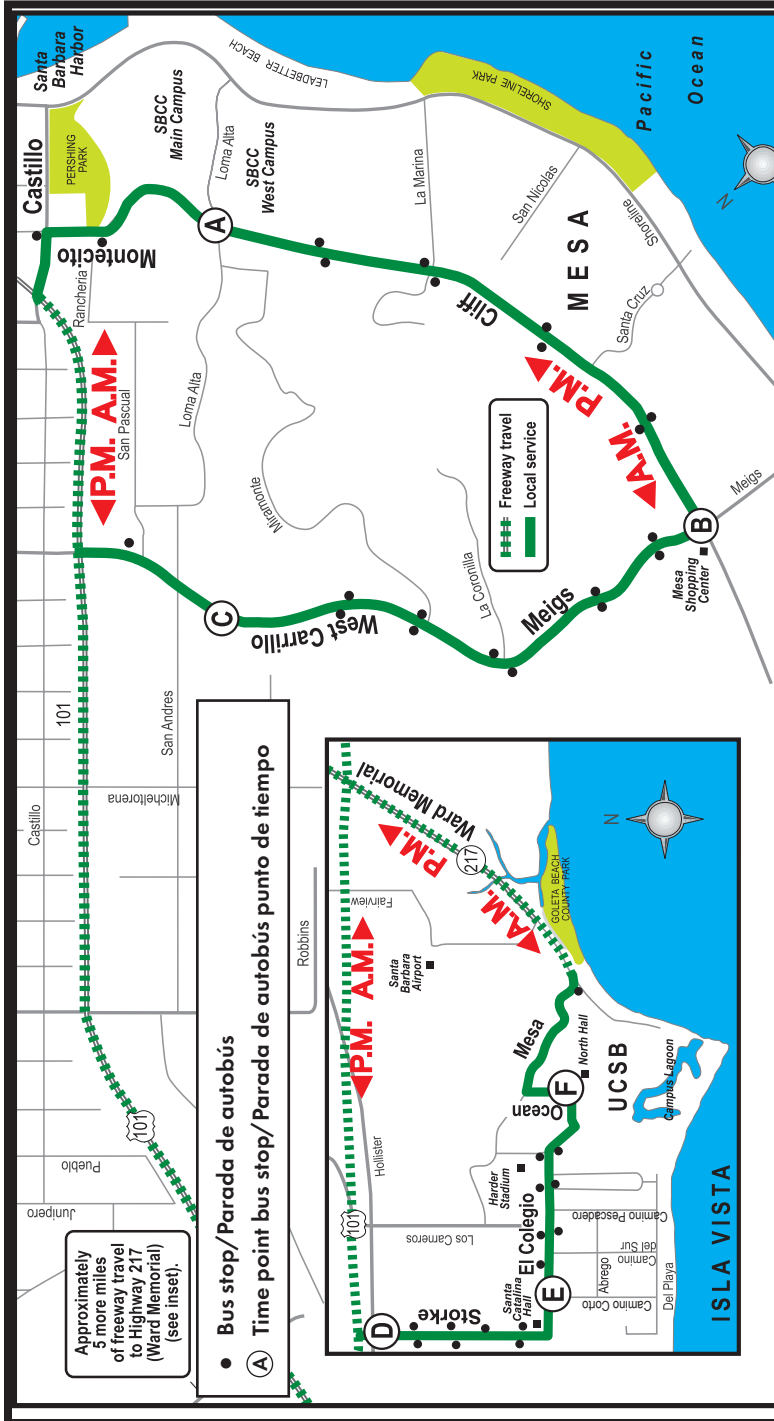 Santa
Barbara
Harbor
Castillo
PERSHING
PARK
SBCC
Main Campus
LEADBETTER BEACH
Loma Alta
SBCC
West Campus
A
Montecito
Rancheria
La Marina
SHORELINE PARK
San Nicolas
Pacific
Ocean
N
MESA
Shoreline
Santa Cruz
Cliff
P.M.
A.M.
P.M. A.M.
San Pascual
Loma Alta
Miramonte
Freeway travel
Local service
La Coronilla
Meigs
B
Mesa
Shopping
Center
Meigs
C
West Carrillo
101
Castillo
San Andres
Micheltorena
Robbins
101
Pueblo
Junipero
Approximately
5 more miles
of freeway travel
to Highway 217
(Ward Memorial)
(see inset).
Bus stop/Parada de autobús
A Time point bus stop/Parada de autobús punto de tiempo
Ward Memorial
217
P.M.
A.M.
P.M. A.M.
Fairview
Santa
Barbara
Airport
GOLETA BEACH
COUNTY PARK
N
Hollister
101
Mesa
North Hall
F
Ocean
UCSB
Campus Lagoon
Harder
Stadium
Los Carneros
El Colegio
Santa
Catalina
Hall
Storke
D
E
Camino Pescadero
Camino
del Sur
Abrego
Camino Corto
Del Playa
ISLA VISTA